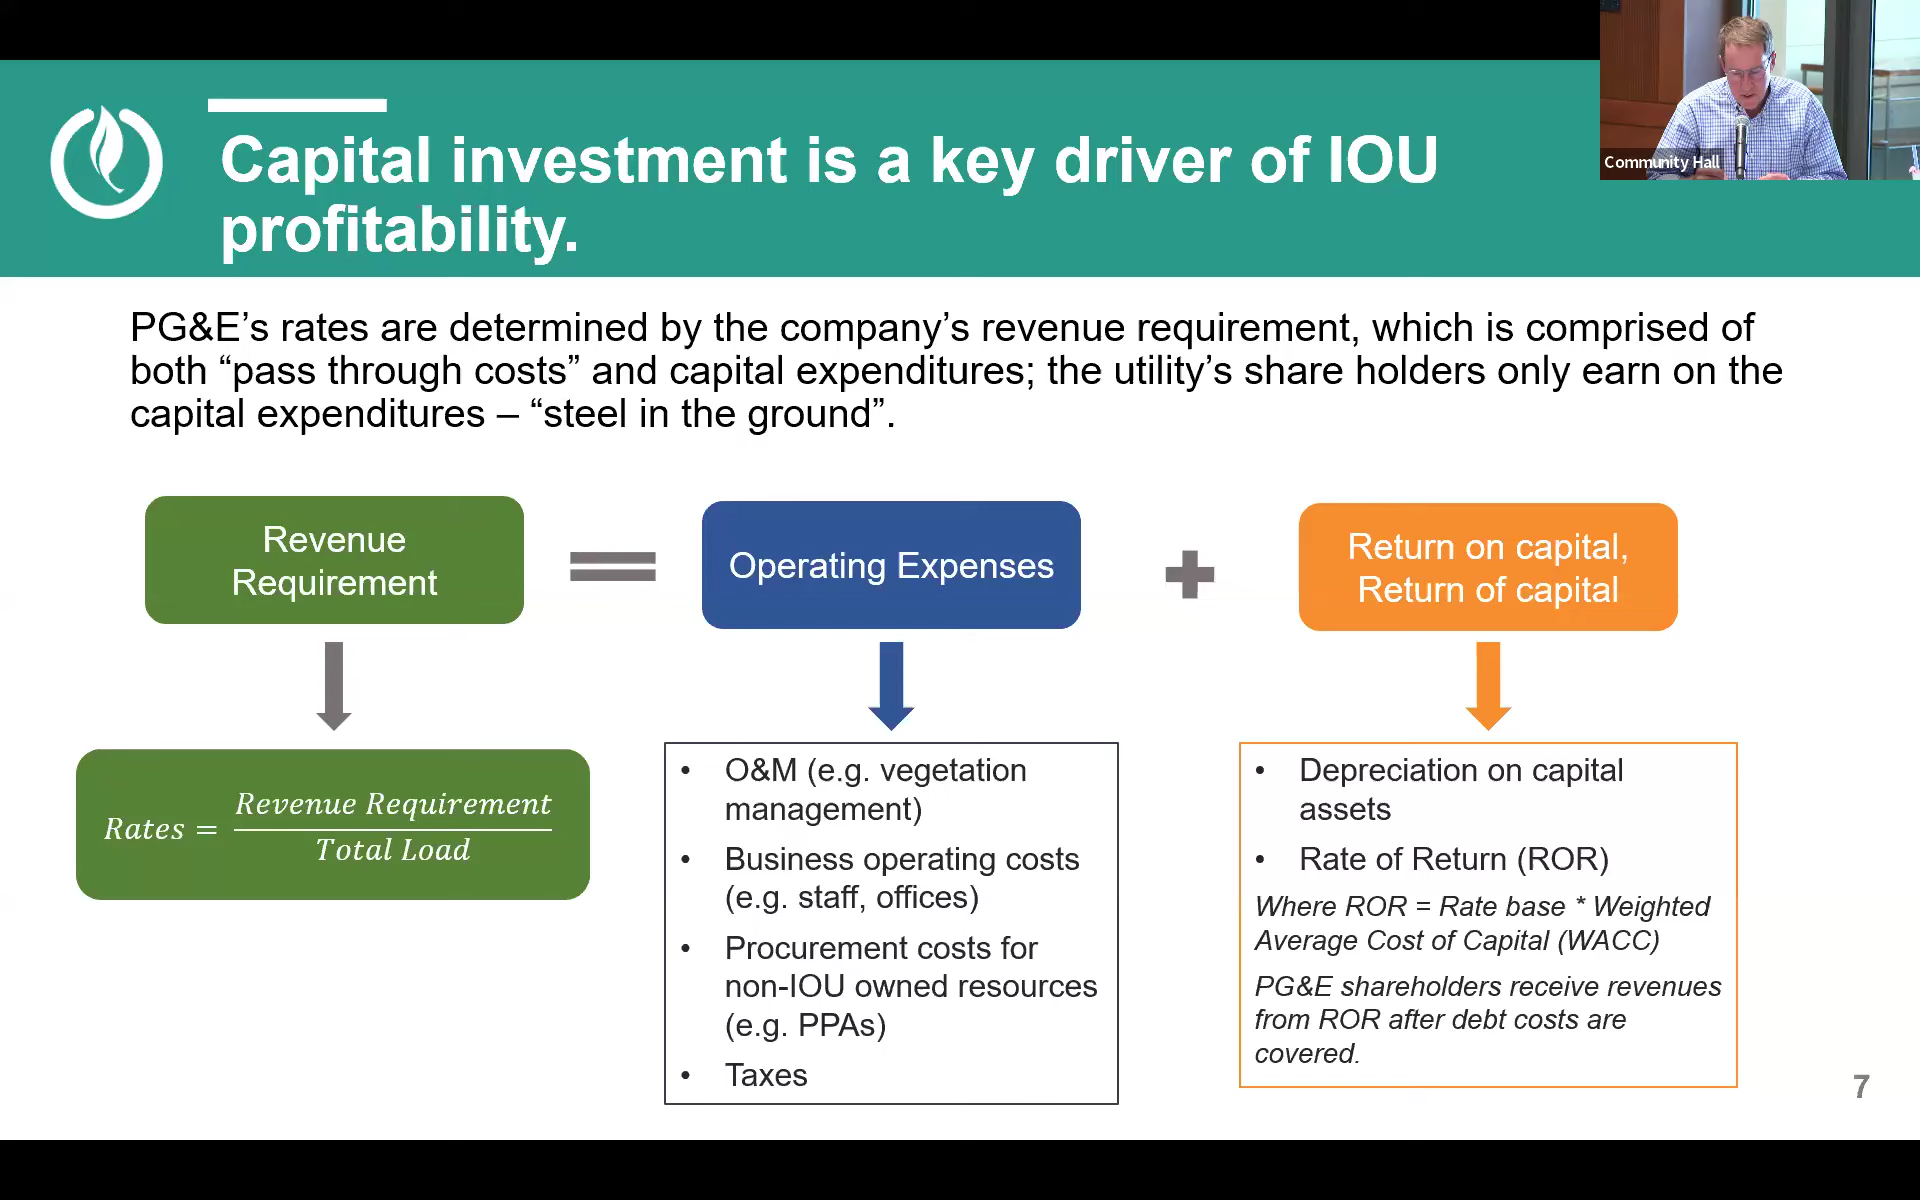 Capital investment is a key driver of IOU
profitability.
Community Hall
PG&E’s rates are determined by the company’s revenue requirement, which is comprised of
both “pass through costs” and capital expenditures; the utility’s share holders only earn on the
capital expenditures – “steel in the ground”.
Revenue
Requirement
=
Operating Expenses
+
Return on capital,
Return of capital
Rates = Revenue Requirement
Total Load
• O&M (e.g. vegetation
management)
• Business operating costs
(e.g. staff, offices)
• Procurement costs for
non-IOU owned resources
(e.g. PPAs)
• Taxes
• Depreciation on capital
assets
• Rate of Return (ROR)
Where ROR = Rate base * Weighted
Average Cost of Capital (WACC)
PG&E shareholders receive revenues
from ROR after debt costs are
covered.
7